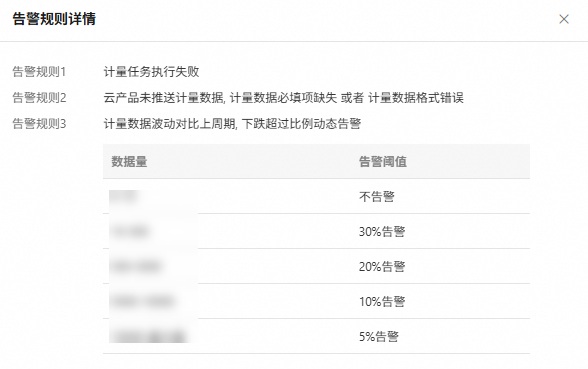 告警规则详情
告警规则1 计量任务执行失败
告警规则2 云产品未推送计量数据, 计量数据必填项缺失 或者 计量数据格式错误
告警规则3 计量数据波动对比上周期, 下跌超过比例动态告警
数据量 告警阈值
不告警
30%告警
20%告警
10%告警
5%告警